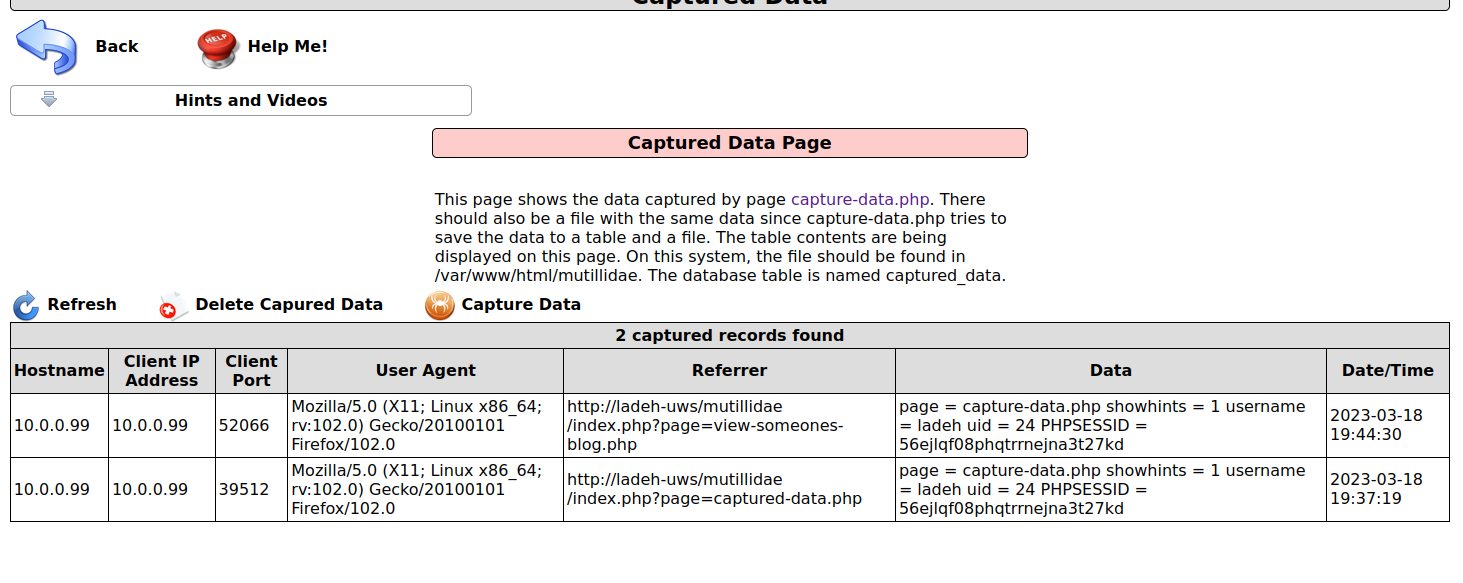 Captured Data
Back
HELP
Help Me!
Hints and Videos
Captured Data Page
This page shows the data captured by page capture-data.php. There
should also be a file with the same data since capture-data.php tries to
save the data to a table and a file. The table contents are being
displayed on this page. On this system, the file should be found in
/var/www/html/mutillidae. The database table is named captured_data.
Refresh
Delete Capured Data
Capture Data
2 captured records found
Hostname
Client IP
Address
Client
Port
User Agent
Referrer
Data
Date/Time
10.0.0.99
10.0.0.99
52066
Mozilla/5.0 (X11; Linux x86_64;
rv:102.0) Gecko/20100101
Firefox/102.0
http://ladeh-uws/mutillidae
/index.php?page=view-someones-
blog.php
page = capture-data.php showhints = 1 username
= ladeh uid = 24 PHPSESSID =
56ejlqf08phqtrrnejna3t27kd
2023-03-18
19:44:30
10.0.0.99
10.0.0.99
39512
Mozilla/5.0 (X11; Linux x86_64;
rv:102.0) Gecko/20100101
Firefox/102.0
http://ladeh-uws/mutillidae
/index.php?page=captured-data.php
page = capture-data.php showhints = 1 username
= ladeh uid = 24 PHPSESSID =
56ejlqf08phqtrrnejna3t27kd
2023-03-18
19:37:19